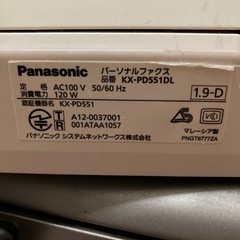 Panasonic パーソナルファクス
品番 KX-PD551DL
定格 AC100 V 50/60 Hz
消費電力 120 W
1.9-D
認証機器名 KX-PD551
T A12-0037001
R 001ATAA1057
VCCI
マレーシア製
パナソニック システムネットワークス株式会社
PNGT6777ZA